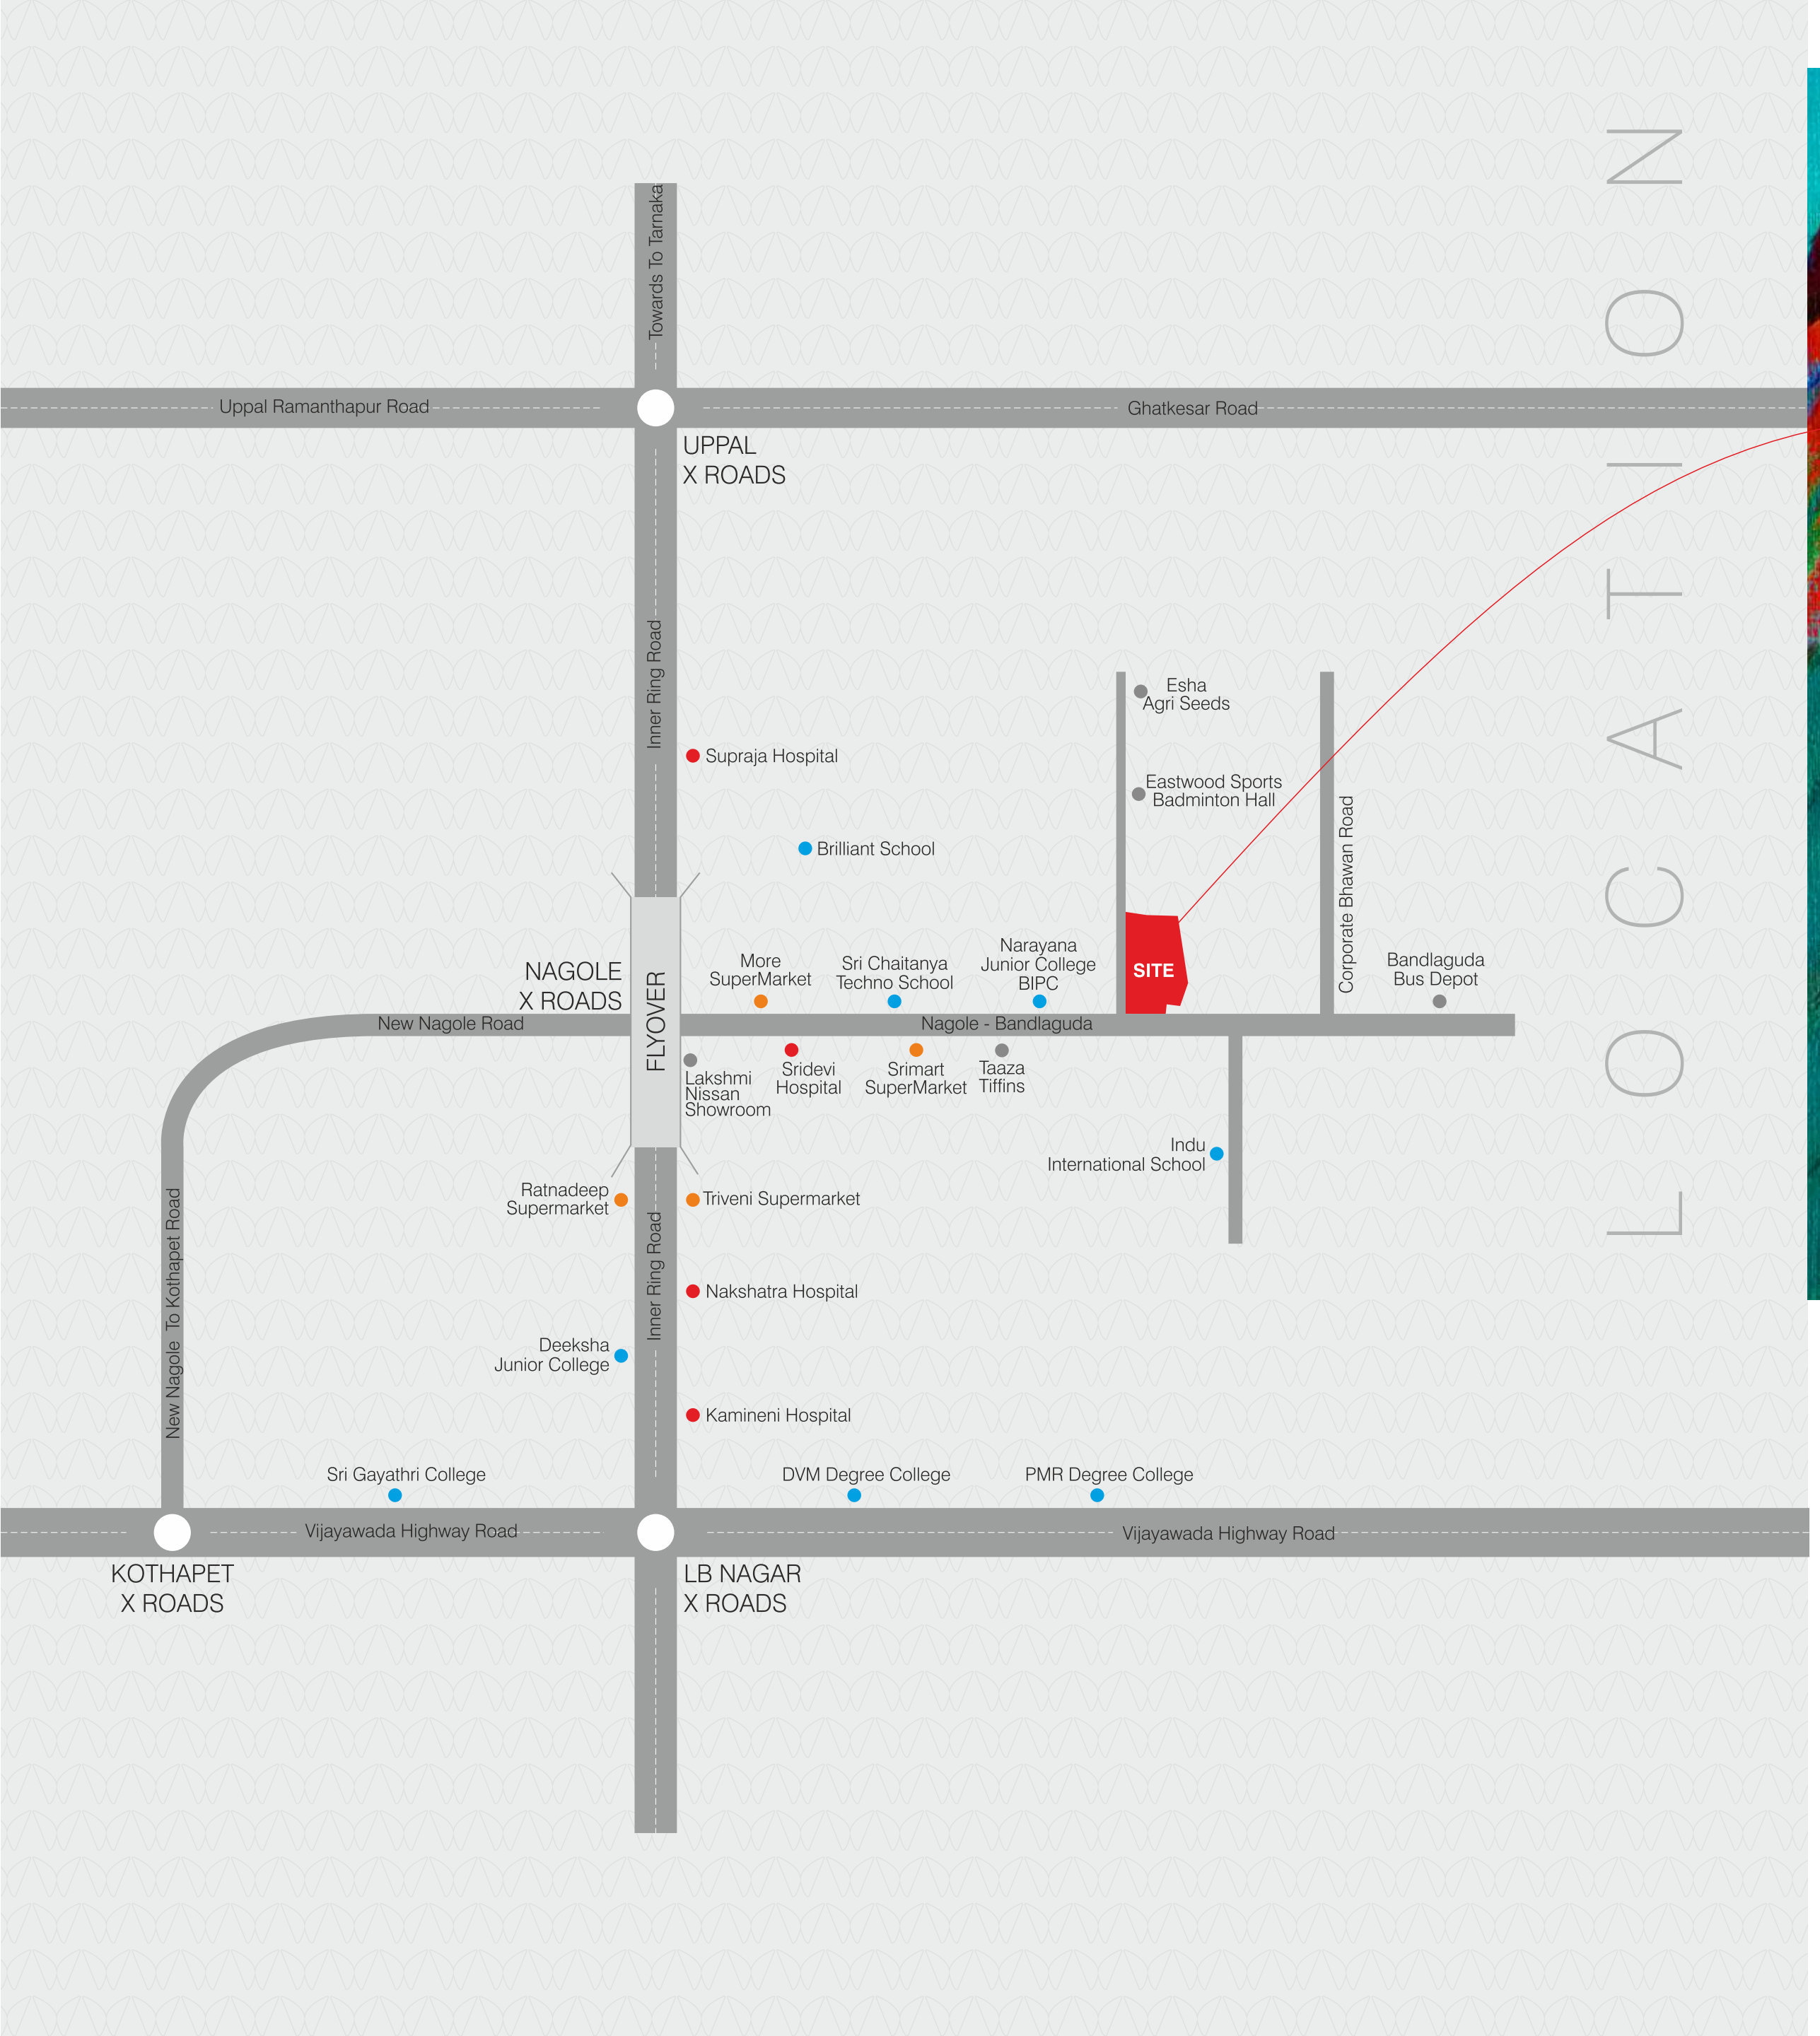 Towards To Tarnaka
Uppal Ramanthapur Road
Ghatkesar Road
UPPAL
X ROADS
Inner Ring Road
Esha
Agri Seeds
Supraja Hospital
Eastwood Sports
Badminton Hall
Brilliant School
Corporate Bhawan Road
NAGOLE
X ROADS
FLYOVER
More
SuperMarket
Sri Chaitanya
Techno School
Narayana
Junior College
BIPC
SITE
Bandlaguda
Bus Depot
New Nagole Road
Nagole - Bandlaguda
Lakshmi
Nissan
Showroom
Sridevi
Hospital
Srimart
SuperMarket
Taaza
Tiffins
Indu
International School
Ratnadeep
Supermarket
Triveni Supermarket
New Nagole To Kothapet Road
Inner Ring Road
Nakshatra Hospital
Deeksha
Junior College
Kamineni Hospital
Sri Gayathri College
DVM Degree College
PMR Degree College
Vijayawada Highway Road
Vijayawada Highway Road
KOTHAPET
X ROADS
LB NAGAR
X ROADS
LOCATION